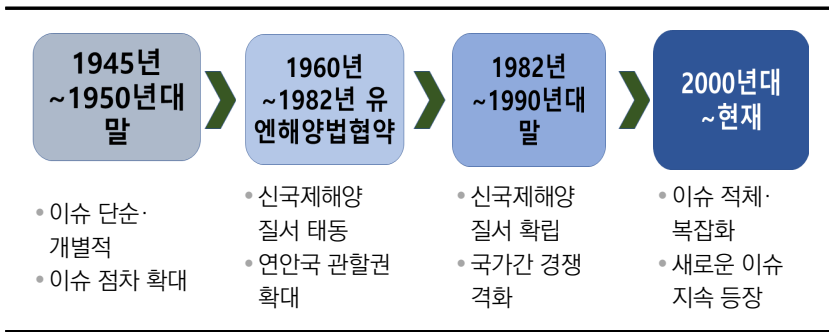 1945년
~1950년대
말
• 이슈 단순·
개별적
• 이슈 점차 확대
1960년
~1982년 유
엔해양법협약
• 신국제해양
질서 태동
• 연안국 관할권
확대
1982년
~1990년대
말
• 신국제해양
질서 확립
• 국가간 경쟁
격화
2000년대
~현재
• 이슈 적체·
복잡화
• 새로운 이슈
지속 등장